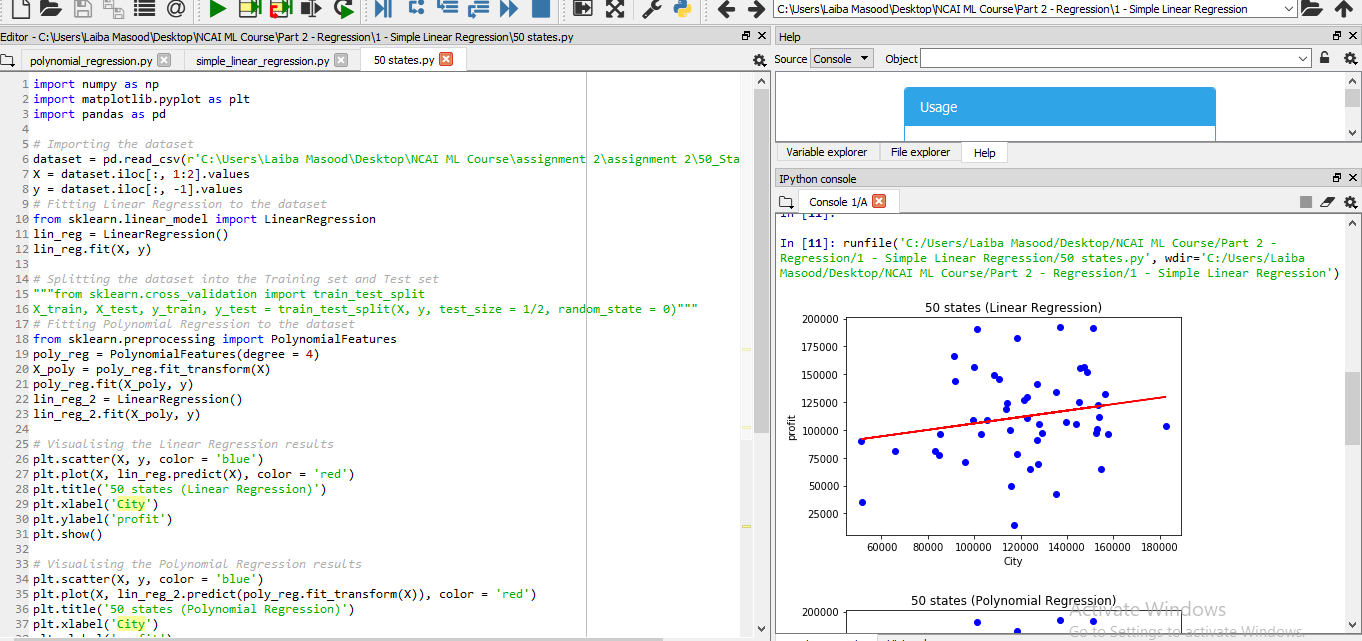 C:\Users\Laiba Masood\Desktop\NCAI ML Course\Part 2 - Regression\1 - Simple Linear Regression
Editor - C:\Users\Laiba Masood\Desktop\NCAI ML Course\Part 2 - Regression\1 - Simple Linear Regression\50 states.py
polynomial_regression.py simple_linear_regression.py 50 states.py
1 import numpy as np
2 import matplotlib.pyplot as plt
3 import pandas as pd
4
5 # Importing the dataset
6 dataset = pd.read_csv(r'C:\Users\Laiba Masood\Desktop\NCAI ML Course\assignment 2\assignment 2\50_Sta
7 X = dataset.iloc[:, 1:2].values
8 y = dataset.iloc[:, -1].values
9 # Fitting Linear Regression to the dataset
10 from sklearn.linear_model import LinearRegression
11 lin_reg = LinearRegression()
12 lin_reg.fit(X, y)
13
14 # Splitting the dataset into the Training set and Test set
15 """from sklearn.cross_validation import train_test_split
16 X_train, X_test, y_train, y_test = train_test_split(X, y, test_size = 1/2, random_state = 0)"""
17 # Fitting Polynomial Regression to the dataset
18 from sklearn.preprocessing import PolynomialFeatures
19 poly_reg = PolynomialFeatures(degree = 4)
20 X_poly = poly_reg.fit_transform(X)
21 poly_reg.fit(X_poly, y)
22 lin_reg_2 = LinearRegression()
23 lin_reg_2.fit(X_poly, y)
24
25 # Visualising the Linear Regression results
26 plt.scatter(X, y, color = 'blue')
27 plt.plot(X, lin_reg.predict(X), color = 'red')
28 plt.title('50 states (Linear Regression)')
29 plt.xlabel('City')
30 plt.ylabel('profit')
31 plt.show()
32
33 # Visualising the Polynomial Regression results
34 plt.scatter(X, y, color = 'blue')
35 plt.plot(X, lin_reg_2.predict(poly_reg.fit_transform(X)), color = 'red')
36 plt.title('50 states (Polynomial Regression)')
37 plt.xlabel('City')
Help
Source Console Object
Usage
Variable explorer File explorer Help
IPython console
Console 1/A
In [11]:
In [11]: runfile('C:/Users/Laiba Masood/Desktop/NCAI ML Course/Part 2 -
Regression/1 - Simple Linear Regression/50 states.py', wdir='C:/Users/Laiba
Masood/Desktop/NCAI ML Course/Part 2 - Regression/1 - Simple Linear Regression')
50 states (Linear Regression)
200000
175000
150000
125000
100000
75000
50000
25000
profit
60000 80000 100000 120000 140000 160000 180000
City
50 states (Polynomial Regression)
200000
Activate Windows
Go to Settings to activate Windows.